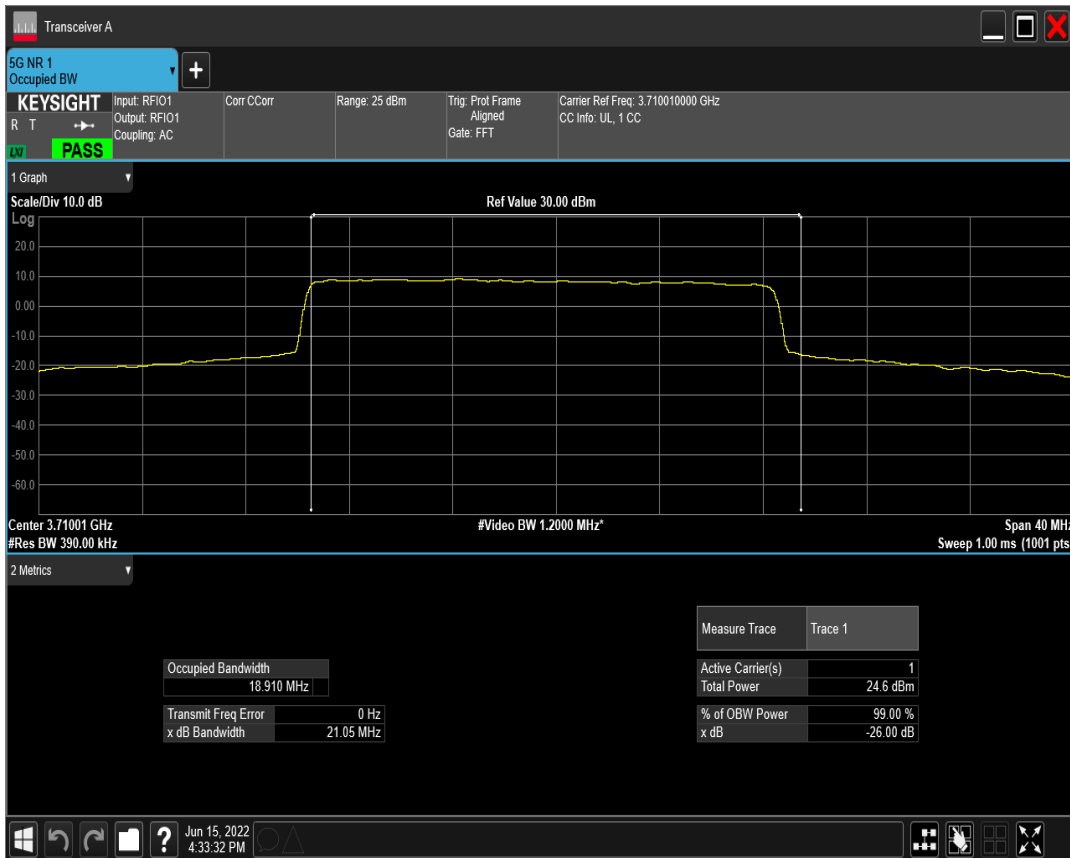 Transceiver A
5G NR 1
Occupied BW
+
KEYSIGHT
R T
LXI
PASS
Input: RFIO1
Output: RFIO1
Coupling: AC
Corr CCorr
Range: 25 dBm
Trig: Prot Frame
Aligned
Gate: FFT
Carrier Ref Freq: 3.710010000 GHz
CC Info: UL, 1 CC
1 Graph
Scale/Div 10.0 dB
Ref Value 30.00 dBm
Log
20.0
10.0
0.00
-10.0
-20.0
-30.0
-40.0
-50.0
-60.0
Center 3.71001 GHz
#Video BW 1.2000 MHz*
Span 40 MHz
#Res BW 390.00 kHz
Sweep 1.00 ms (1001 pts
2 Metrics
Measure Trace Trace 1
Occupied Bandwidth
18.910 MHz
Active Carrier(s) 1
Total Power 24.6 dBm
Transmit Freq Error 0 Hz
x dB Bandwidth 21.05 MHz
% of OBW Power 99.00 %
x dB -26.00 dB
?
Jun 15, 2022
4:33:32 PM